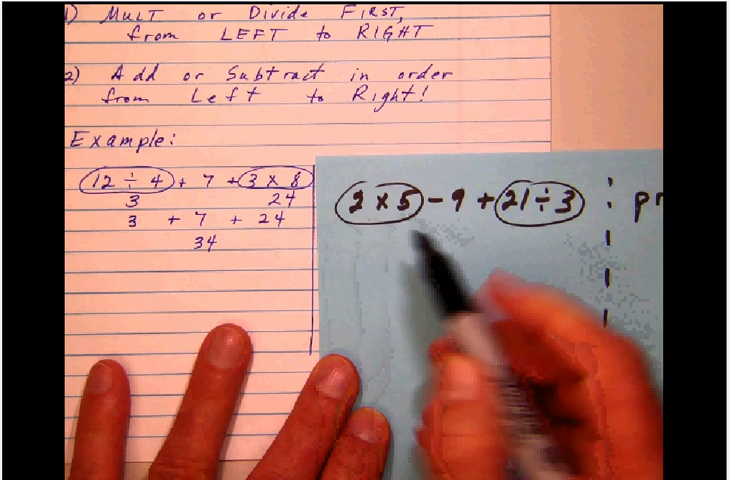 1) MULT or Divide FIRST,
from LEFT to RIGHT
2) Add or Subtract in order
from Left to Right!
Example:
12 ÷ 4 + 7 + 3 x 8
3 24
3 + 7 + 24
34
2 x 5 - 9 + 21 ÷ 3